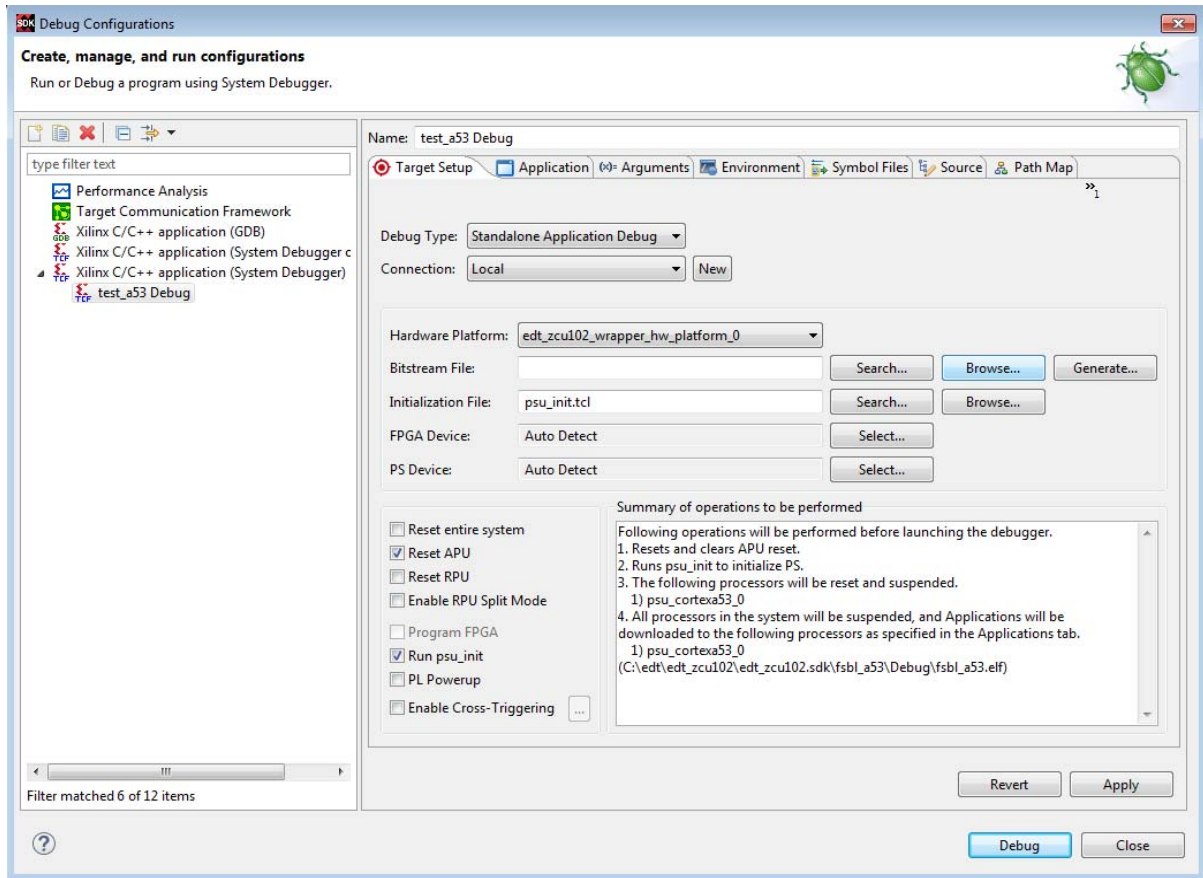 SDK Debug Configurations
Create, manage, and run configurations
Run or Debug a program using System Debugger.
type filter text
Performance Analysis
Target Communication Framework
GDB Xilinx C/C++ application (GDB)
TCF Xilinx C/C++ application (System Debugger c
TCF Xilinx C/C++ application (System Debugger)
TCF test_a53 Debug
Filter matched 6 of 12 items
Name: test_a53 Debug
Target Setup Application (x)= Arguments Environment Symbol Files Source Path Map
»1
Debug Type: Standalone Application Debug
Connection: Local New
Hardware Platform: edt_zcu102_wrapper_hw_platform_0
Bitstream File: Search... Browse... Generate...
Initialization File: psu_init.tcl Search... Browse...
FPGA Device: Auto Detect Select...
PS Device: Auto Detect Select...
Reset entire system
Reset APU
Reset RPU
Enable RPU Split Mode
Program FPGA
Run psu_init
PL Powerup
Enable Cross-Triggering ...
Summary of operations to be performed
Following operations will be performed before launching the debugger.
1. Resets and clears APU reset.
2. Runs psu_init to initialize PS.
3. The following processors will be reset and suspended.
1) psu_cortexa53_0
4. All processors in the system will be suspended, and Applications will be
downloaded to the following processors as specified in the Applications tab.
1) psu_cortexa53_0
(C:\edt\edt_zcu102\edt_zcu102.sdk\fsbl_a53\Debug\fsbl_a53.elf)
Revert Apply
? Debug Close